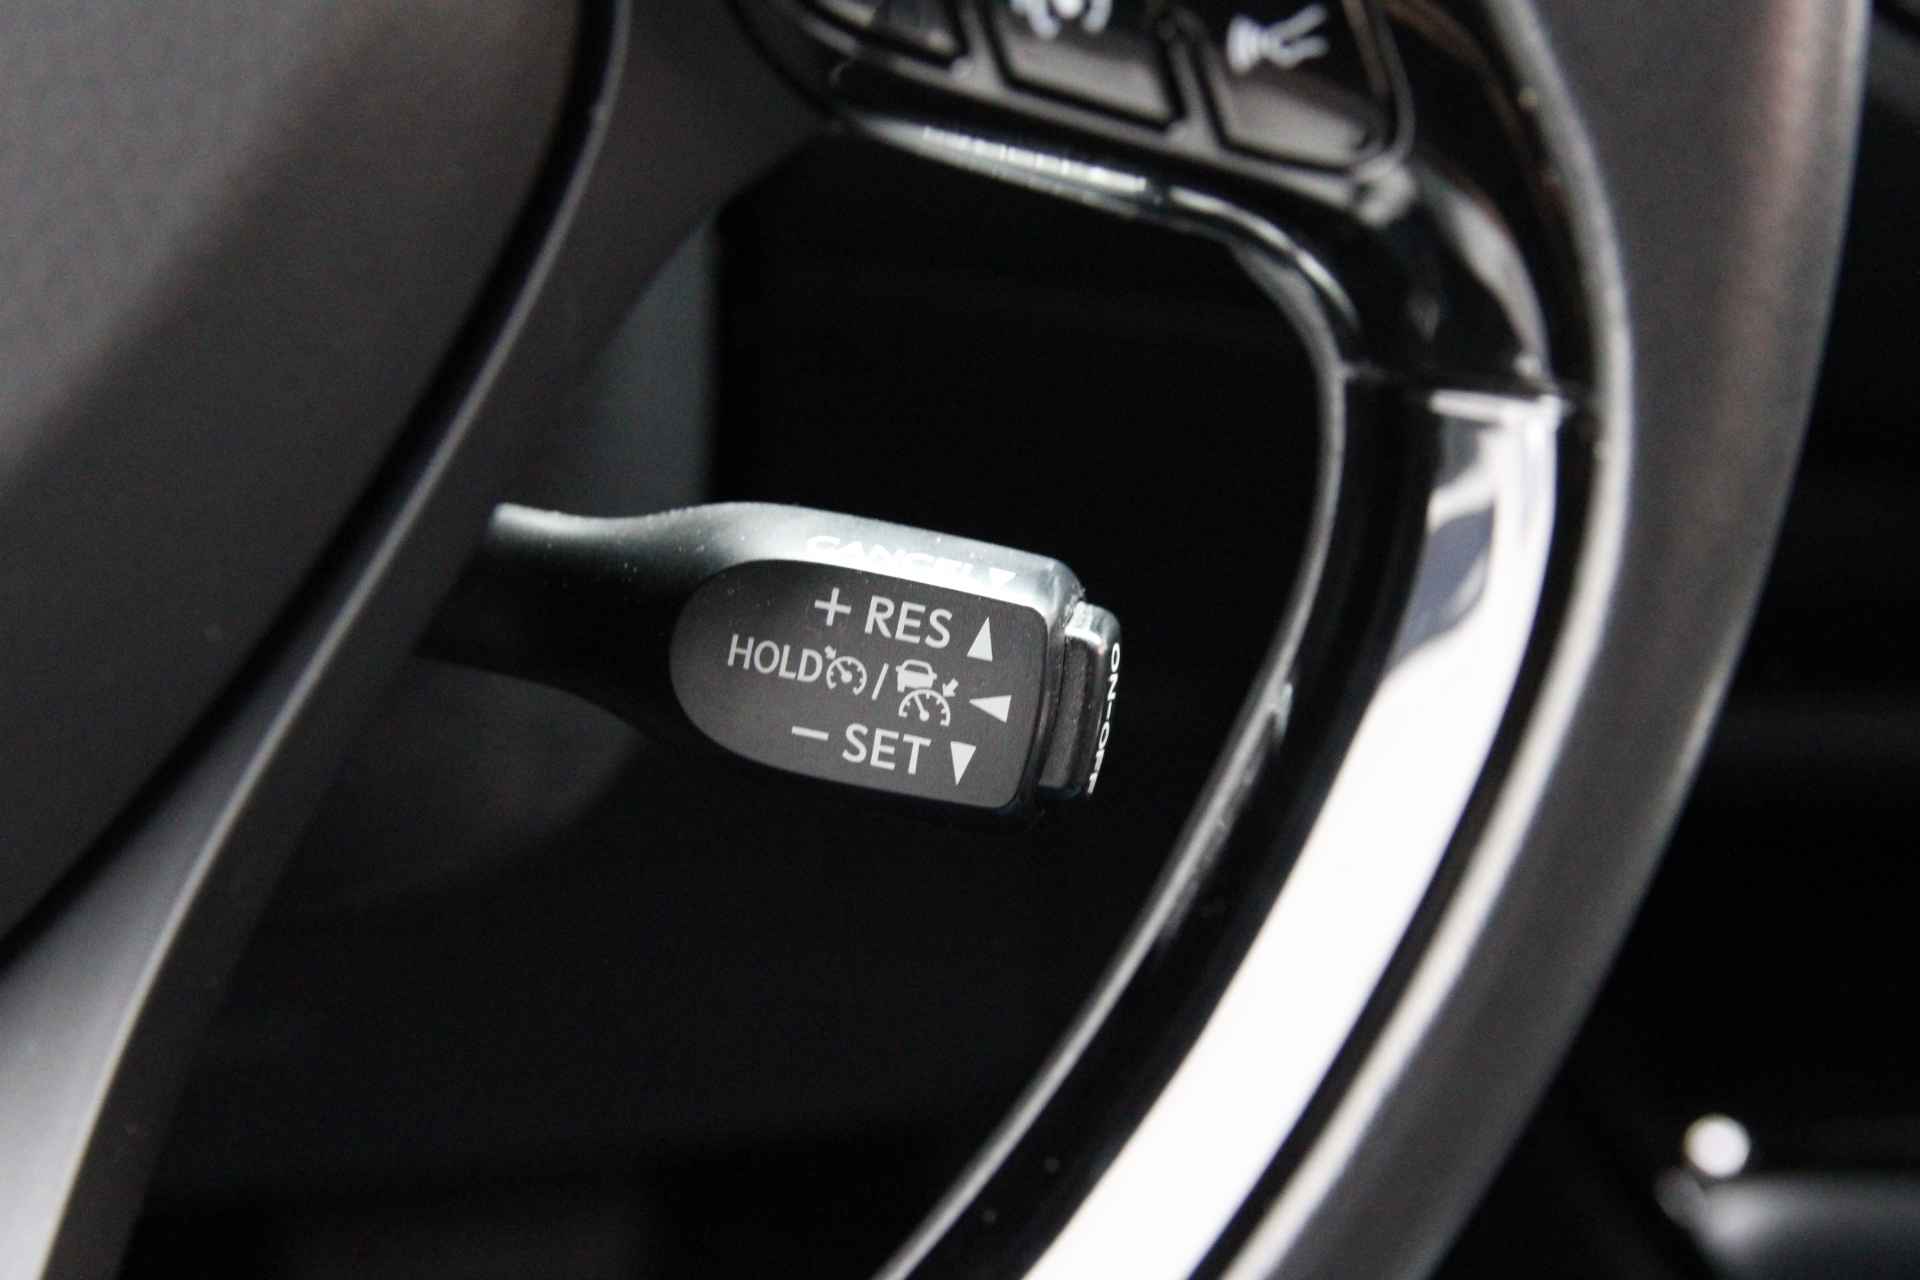 CANCEL▼
+ RES ▲
HOLD / ◀
− SET ▼
ON-OFF